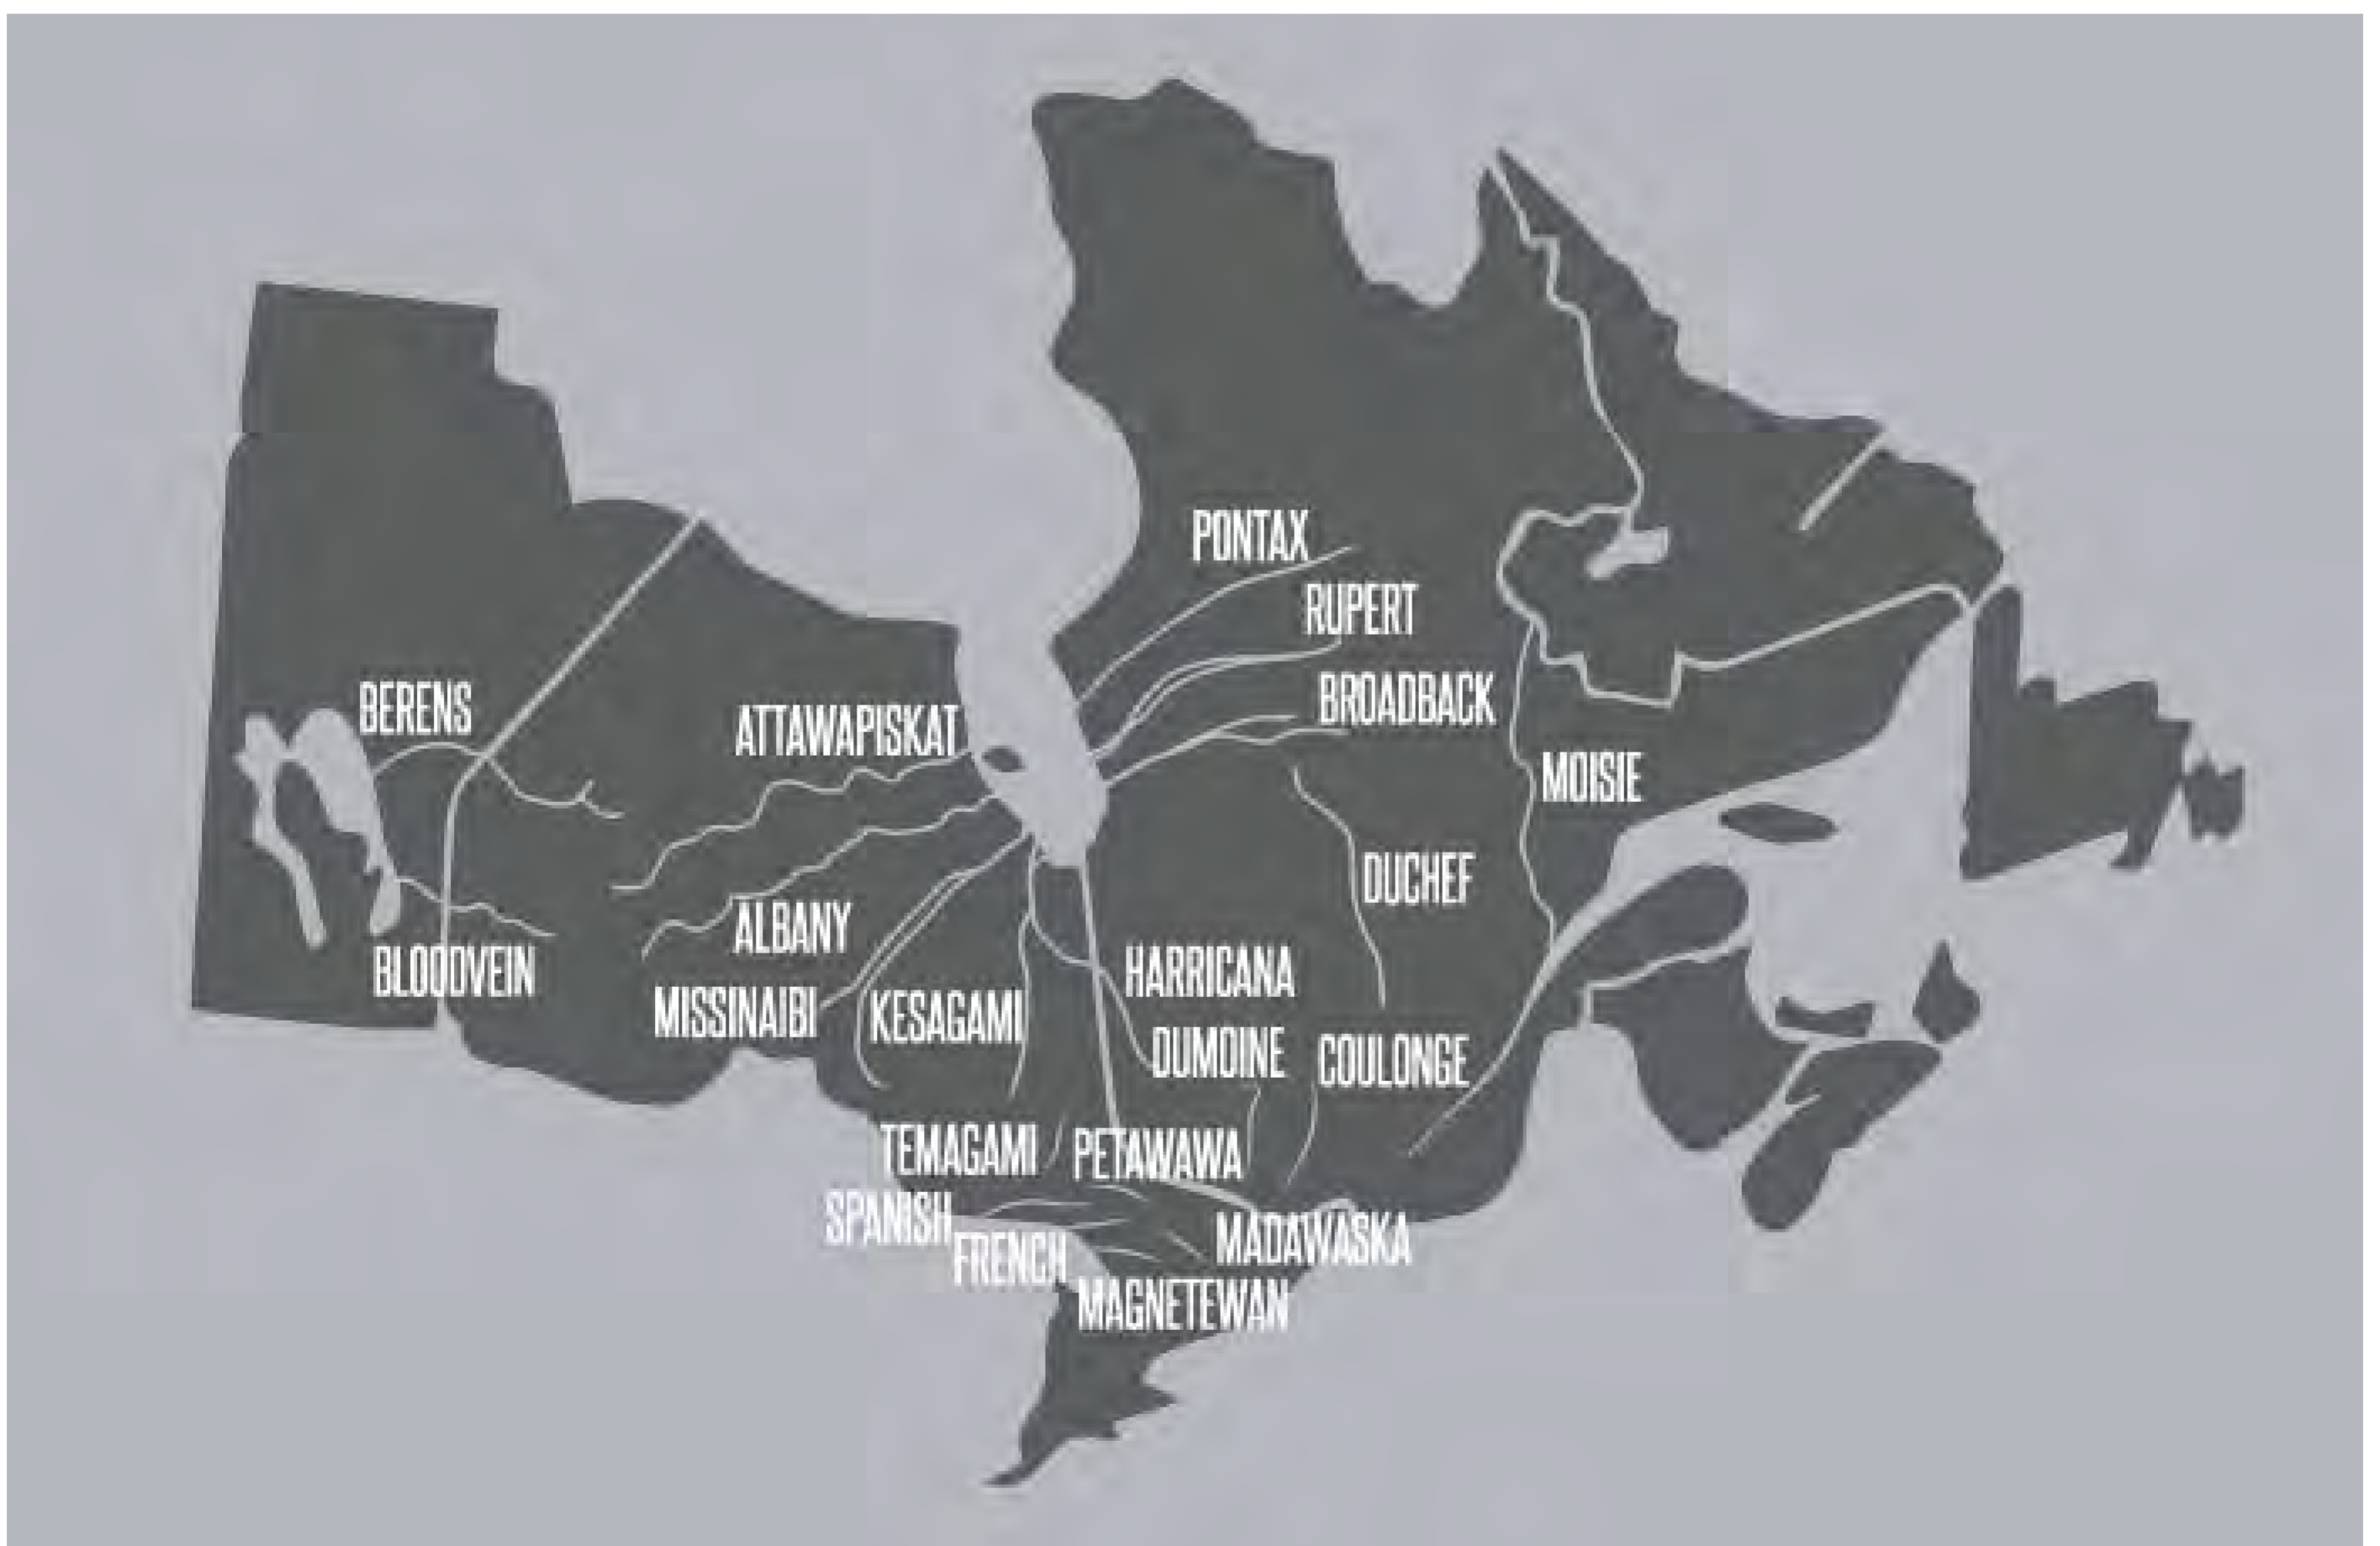 PONTAX
RUPERT
BROADBACK
BERENS
ATTAWAPISKAT
MOISIE
DUCHEF
ALBANY
BLOODVEIN
HARRICANA
MISSINAIBI
KESAGAMI
DUMOINE
COULONGE
TEMAGAMI
PETAWAWA
SPANISH
FRENCH
MADAWASKA
MAGNETEWAN